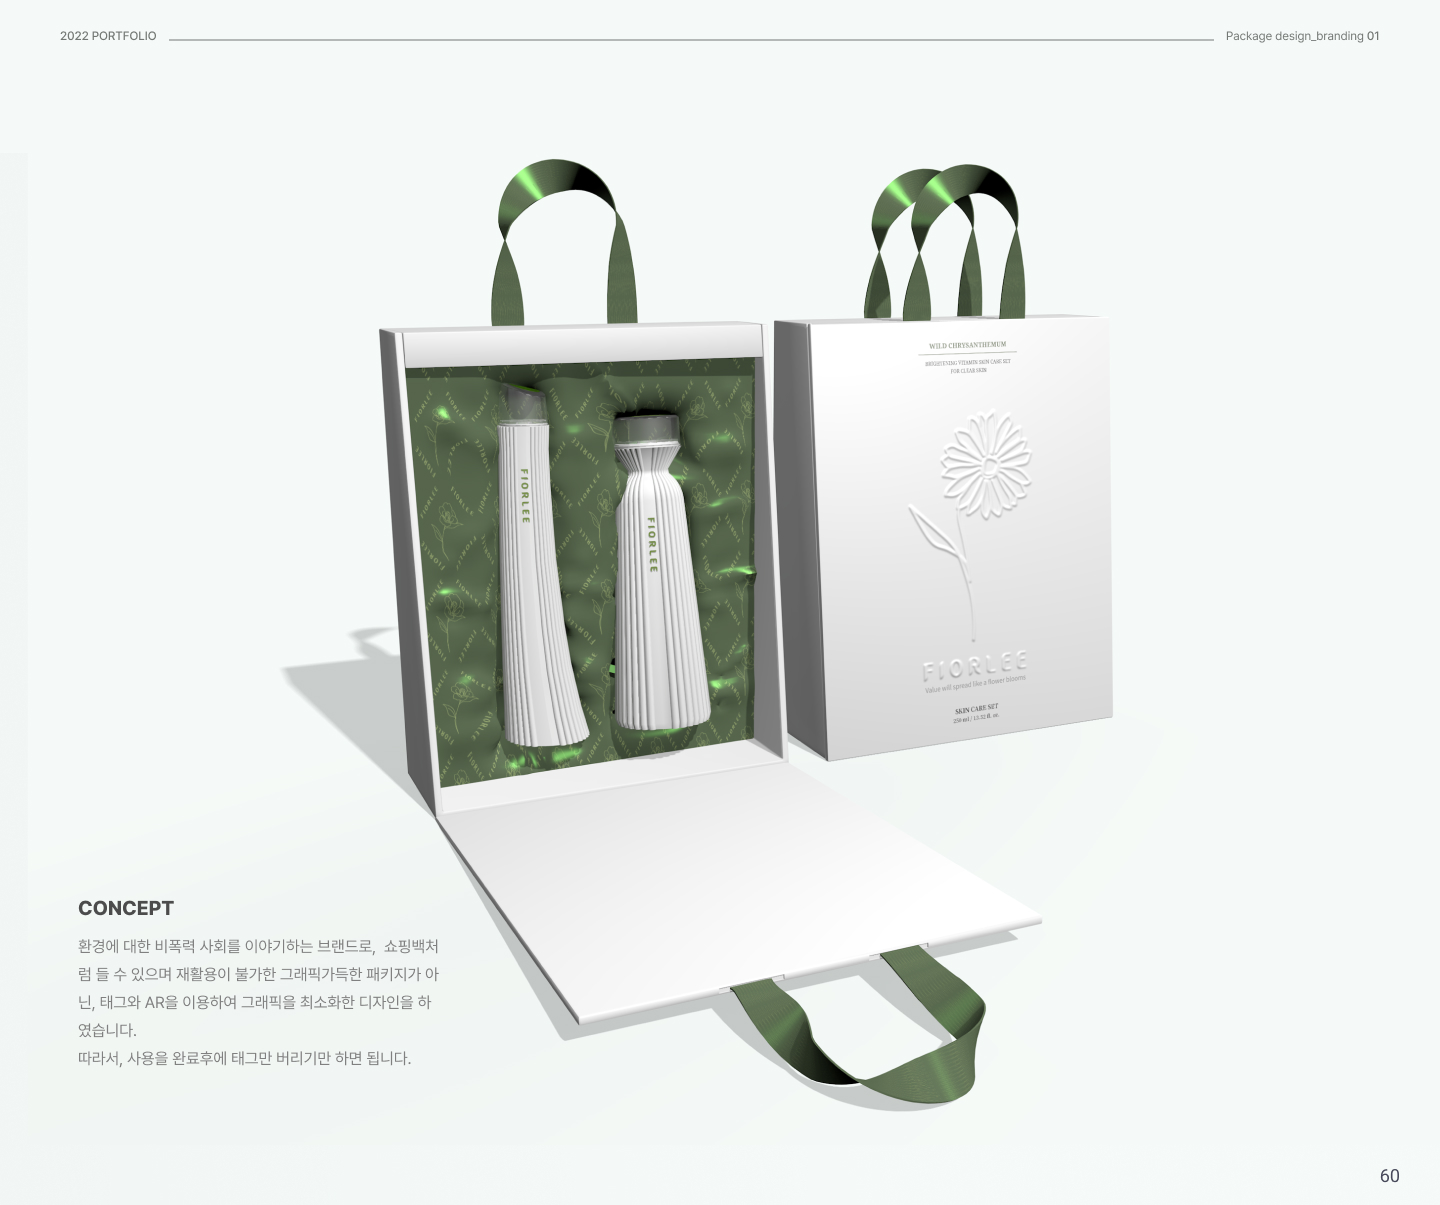 2022 PORTFOLIO
Package design_branding 01
WILD CHRYSANTHEMUM
BRIGHTEVENG VITAMIN SKIN CARE SET
FOR CLEAR SKIN
FIORLEE
FIORLEE
FIORLEE
Value will spread like a flower blooms
SKIN CARE SET
250 ml / 13.52 fl. oz.
CONCEPT
환경에 대한 비폭력 사회를 이야기하는 브랜드로, 쇼핑백처
럼 들 수 있으며 재활용이 불가한 그래픽가득한 패키지가 아
닌, 태그와 AR을 이용하여 그래픽을 최소화한 디자인을 하
였습니다.
따라서, 사용을 완료후에 태그만 버리기만 하면 됩니다.
60